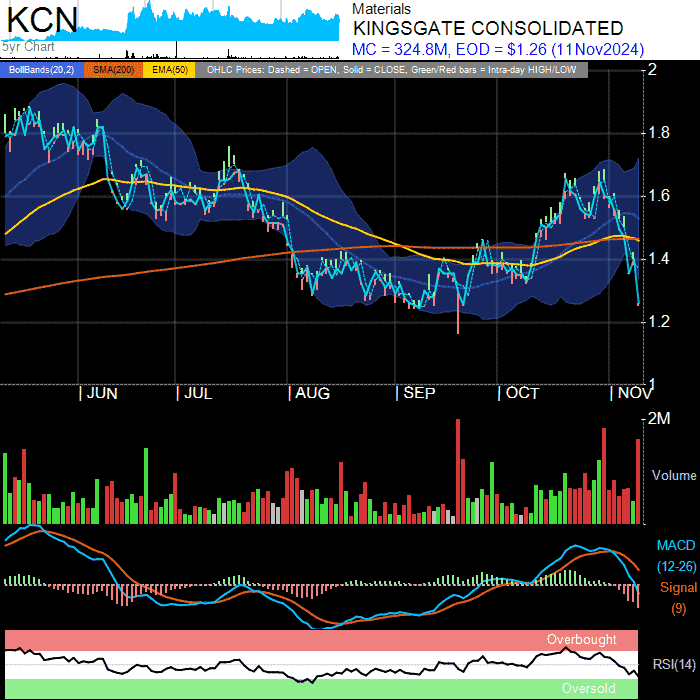 KCN
5yr Chart
Materials
KINGSGATE CONSOLIDATED
MC = 324.8M, EOD = $1.26 (11Nov2024)
BollBands(20,2) SMA(200) EMA(50) OHLC Prices: Dashed = OPEN, Solid = CLOSE, Green/Red bars = Intra-day HIGH/LOW
2
1.8
1.6
1.4
1.2
1
| JUN | JUL | AUG | SEP | OCT | NOV
2M
Volume
MACD
(12-26)
Signal
(9)
Overbought
RSI(14)
Oversold